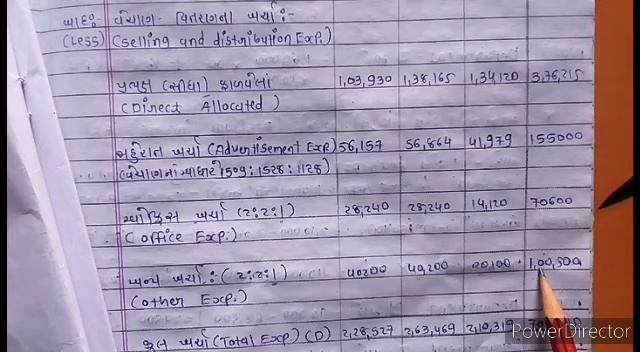 બાદ:- વેચાણ - વિતરણના ખર્ચા :-
(Less) (selling and distribution Exp.)
પ્રત્યક્ષ (સીધા) ફાળવેલાં 1,03,930 1,38,165 1,34,120 3,76,215
(Direct Allocated)
જાહેરાત ખર્ચા (Advertisement Exp) 56,157 56,864 41,979 155000
(વેચાણના આધારે 1509:1528:1128)
ઓફિસ ખર્ચા (2:2:1) 28,240 28,240 14,120 70600
(office Exp.)
અન્ય ખર્ચા : (2:2:1) 40,200 40,200 20,100 1,00,500
(other Exp.)
કુલ ખર્ચા (Total Exp) (D) 2,28,527 2,63,469 2,10,319
PowerDirector